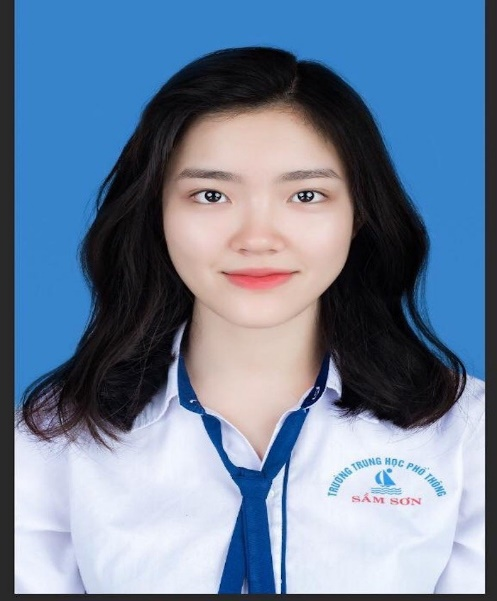 TRƯỜNG TRUNG HỌC PHỔ THÔNG
SẦM SƠN